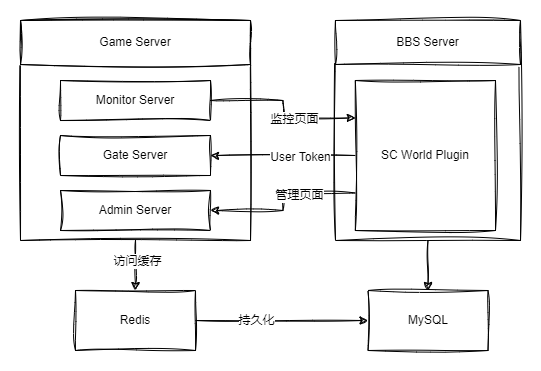 Game Server
BBS Server
Monitor Server
监控页面
Gate Server
User Token
SC World Plugin
Admin Server
管理页面
访问缓存
Redis
持久化
MySQL